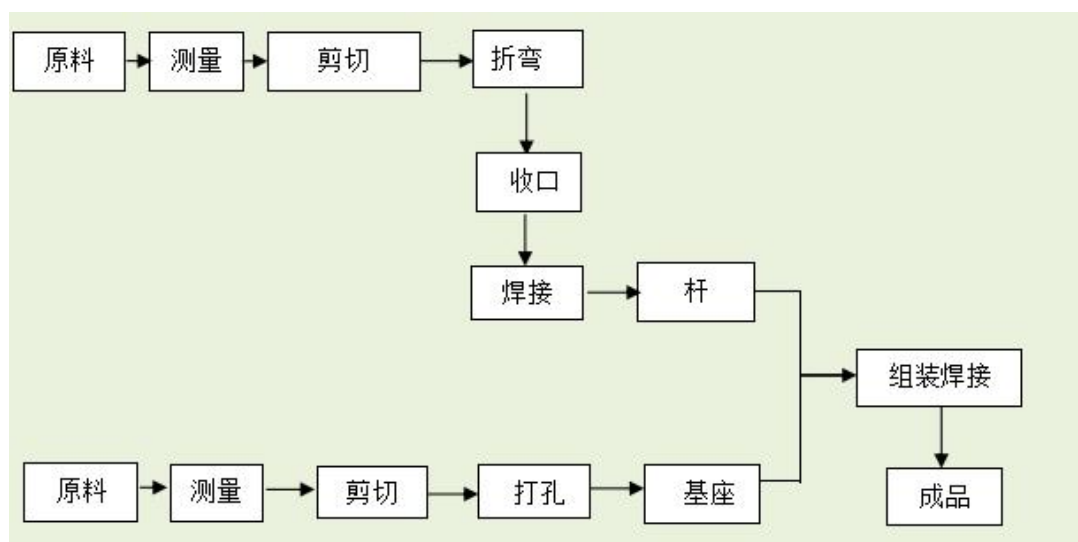 原料
测量
剪切
折弯
收口
焊接
杆
组装焊接
原料
测量
剪切
打孔
基座
成品